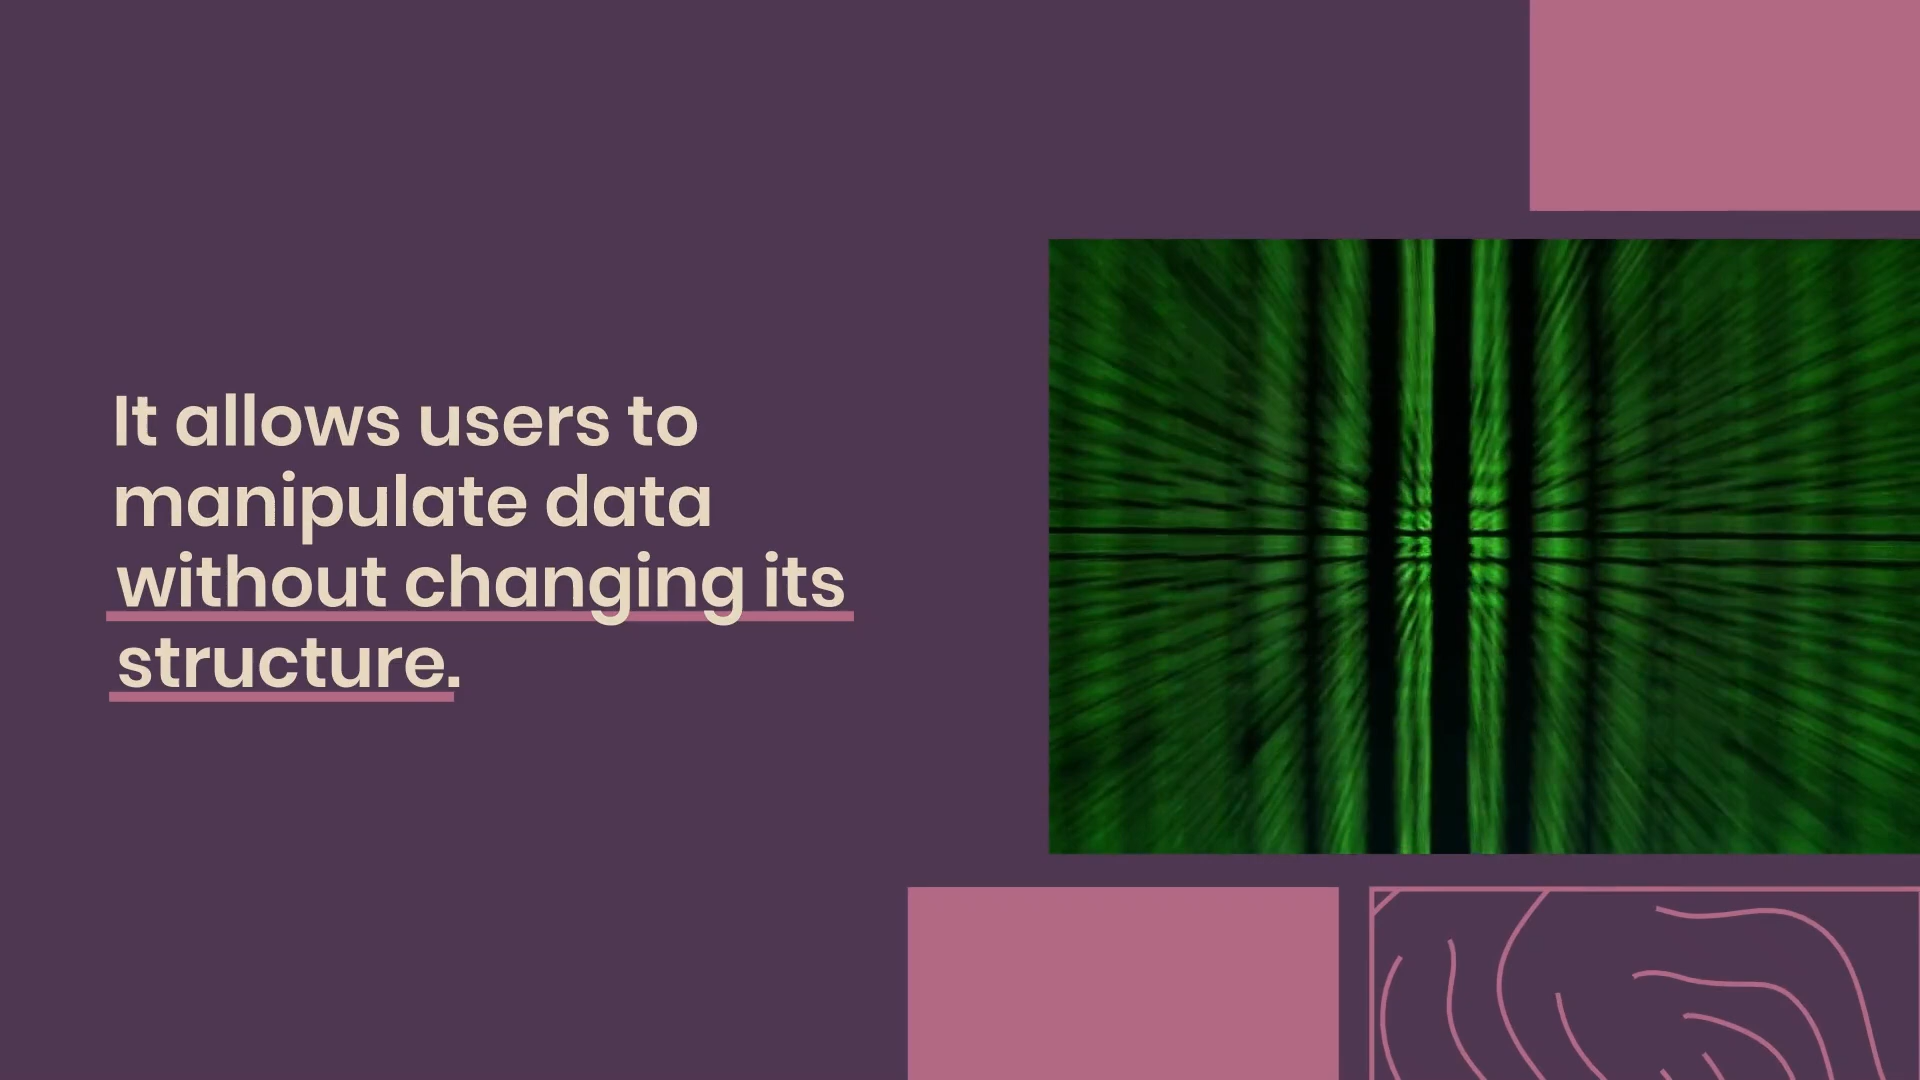 It allows users to
manipulate data
without changing its
structure.